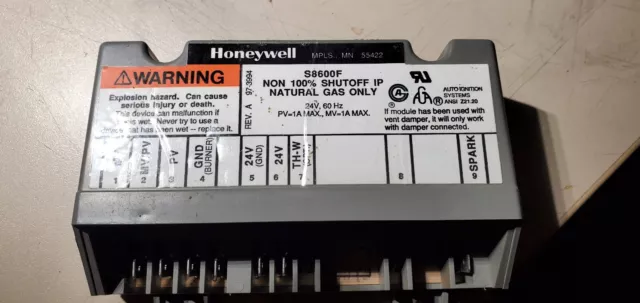 Honeywell MPLS., MN 55422
⚠WARNING
Explosion hazard. Can cause
serious injury or death.
This device can malfunction if
is wet. Never try to use a
that has been wet — replace it.
REV. A 97-3994
S8600F
NON 100% SHUTOFF IP
NATURAL GAS ONLY
24V, 60 Hz
PV=1A MAX., MV=1A MAX.
AUTO IGNITION
SYSTEMS
ANSI Z21.20
If module has been used with
vent damper, it will only work
with damper connected.
1
MV/PV
2
PV
3
GND
(BURNER)
4
24V
(GND)
5
24V
6
TH-W
7
8
SPARK
9